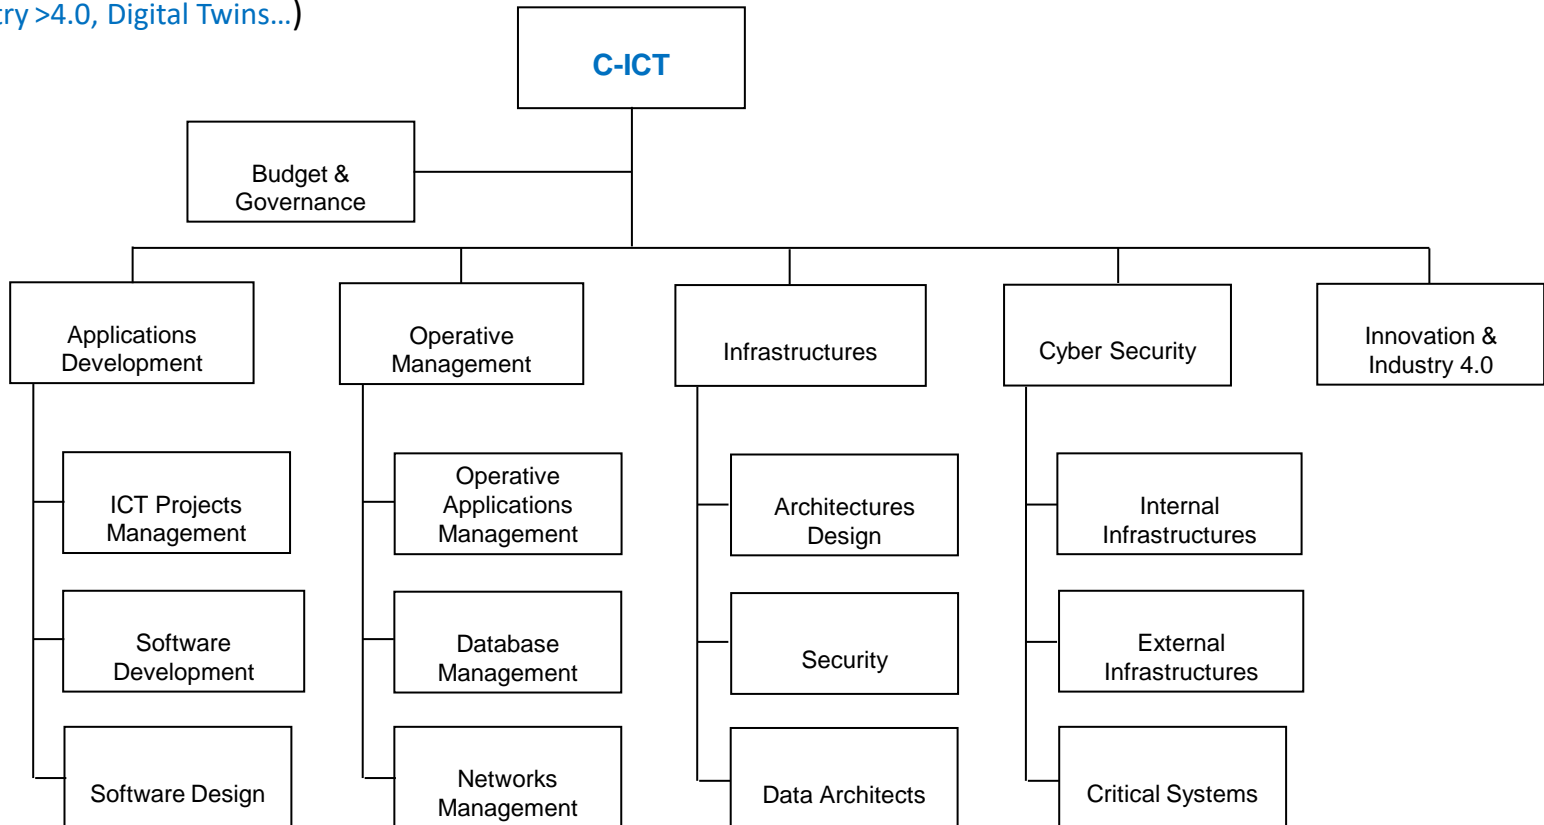 try >4.0, Digital Twins...)
C-ICT
Budget &
Governance
Applications
Development
Operative
Management
Infrastructures
Cyber Security
Innovation &
Industry 4.0
ICT Projects
Management
Operative
Applications
Management
Architectures
Design
Internal
Infrastructures
Software
Development
Database
Management
Security
External
Infrastructures
Software Design
Networks
Management
Data Architects
Critical Systems